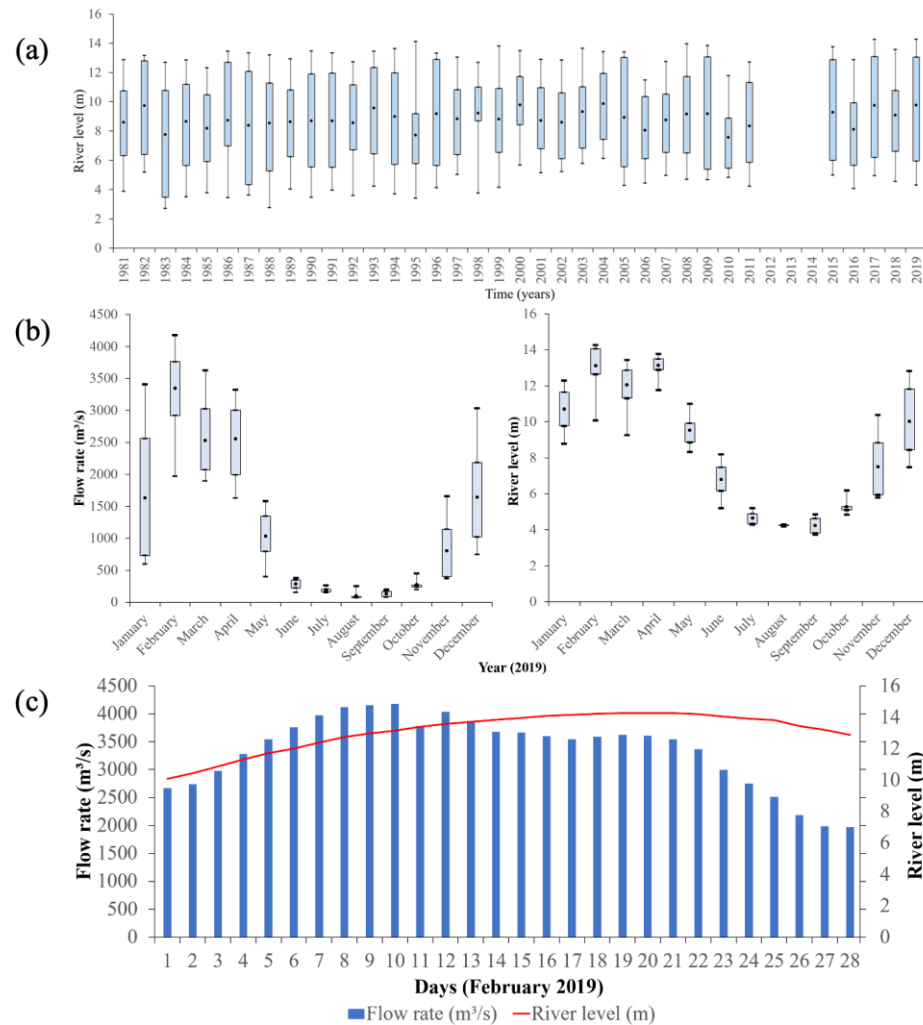 (a)
16
14
12
10
8
6
4
2
0
River level (m)
1981 1982 1983 1984 1985 1986 1987 1988 1989 1990 1991 1992 1993 1994 1995 1996 1997 1998 1999 2000 2001 2002 2003 2004 2005 2006 2007 2008 2009 2010 2011 2012 2013 2014 2015 2016 2017 2018 2019
Time (years)
(b)
4500
4000
3500
3000
2500
2000
1500
1000
500
0
Flow rate (m³/s)
January February March April May June July August September October November December
16
14
12
10
8
6
4
2
0
River level (m)
January February March April May June July August September October November December
Year (2019)
(c)
4500
4000
3500
3000
2500
2000
1500
1000
500
0
Flow rate (m³/s)
16
14
12
10
8
6
4
2
0
River level (m)
1 2 3 4 5 6 7 8 9 10 11 12 13 14 15 16 17 18 19 20 21 22 23 24 25 26 27 28
Days (February 2019)
Flow rate (m³/s) River level (m)